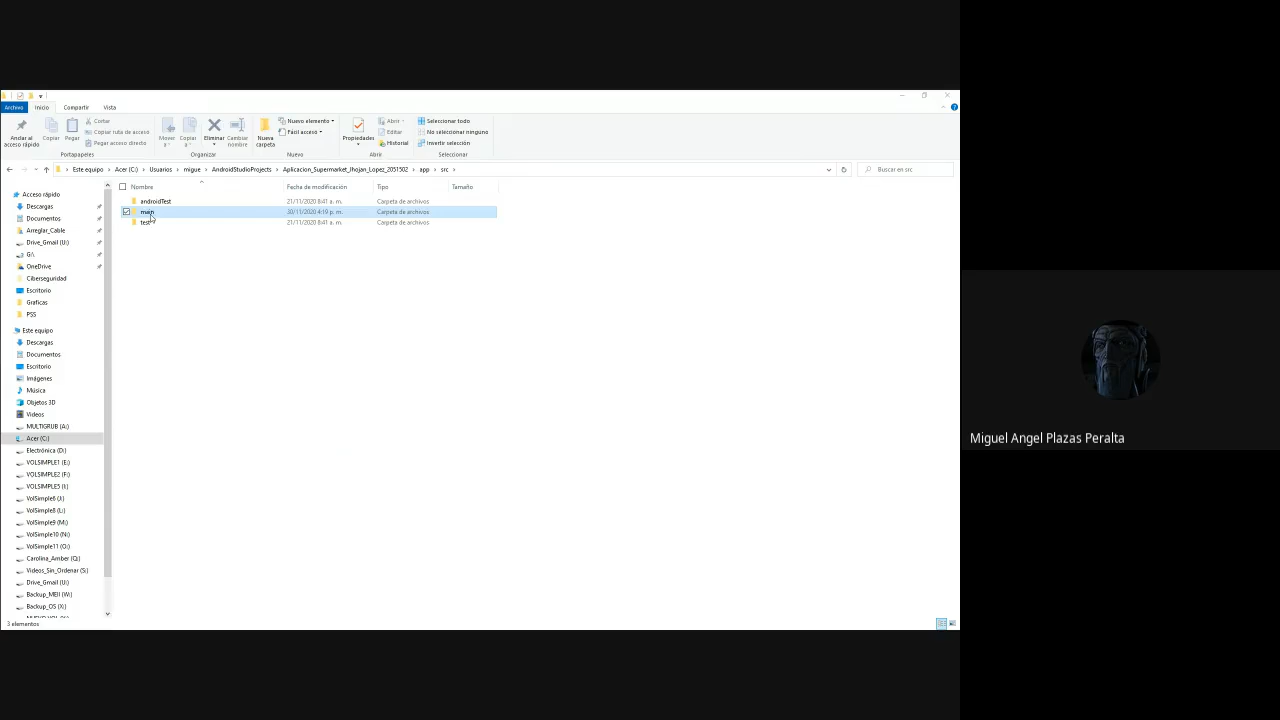 Archivo Inicio Compartir Vista
Anclar al acceso rápido
Copiar
Pegar
Cortar
Copiar ruta de acceso
Pegar acceso directo
Portapapeles
Mover a
Copiar a
Eliminar
Cambiar nombre
Organizar
Nueva carpeta
Nuevo elemento
Fácil acceso
Nuevo
Propiedades
Abrir
Editar
Historial
Abrir
Seleccionar todo
No seleccionar ninguno
Invertir selección
Seleccionar
Este equipo > Acer (C:) > Usuarios > migue > AndroidStudioProjects > Aplicacion_Supermarket_Jhojan_Lopez_2051502 > app > src >
Buscar en src
Nombre Fecha de modificación Tipo Tamaño
androidTest 21/11/2020 8:41 a. m. Carpeta de archivos
main 30/11/2020 4:19 p. m. Carpeta de archivos
test 21/11/2020 8:41 a. m. Carpeta de archivos
Acceso rápido
Descargas
Documentos
Arreglar_Cable
Drive_Gmail (U:)
G:\
OneDrive
Ciberseguridad
Escritorio
Graficas
PSS
Este equipo
Descargas
Documentos
Escritorio
Imágenes
Música
Objetos 3D
Videos
MULTIGRUB (A:)
Acer (C:)
Electrónica (D:)
VOLSIMPLE1 (E:)
VOLSIMPLE2 (F:)
VOLSIMPLE5 (I:)
VolSimple6 (J:)
VolSimple8 (L:)
VolSimple9 (M:)
VolSimple10 (N:)
VolSimple11 (O:)
Carolina_Amber (Q:)
Videos_Sin_Ordenar (S:)
Drive_Gmail (U:)
Backup_MEII (W:)
Backup_OS (X:)
3 elementos
Miguel Angel Plazas Peralta